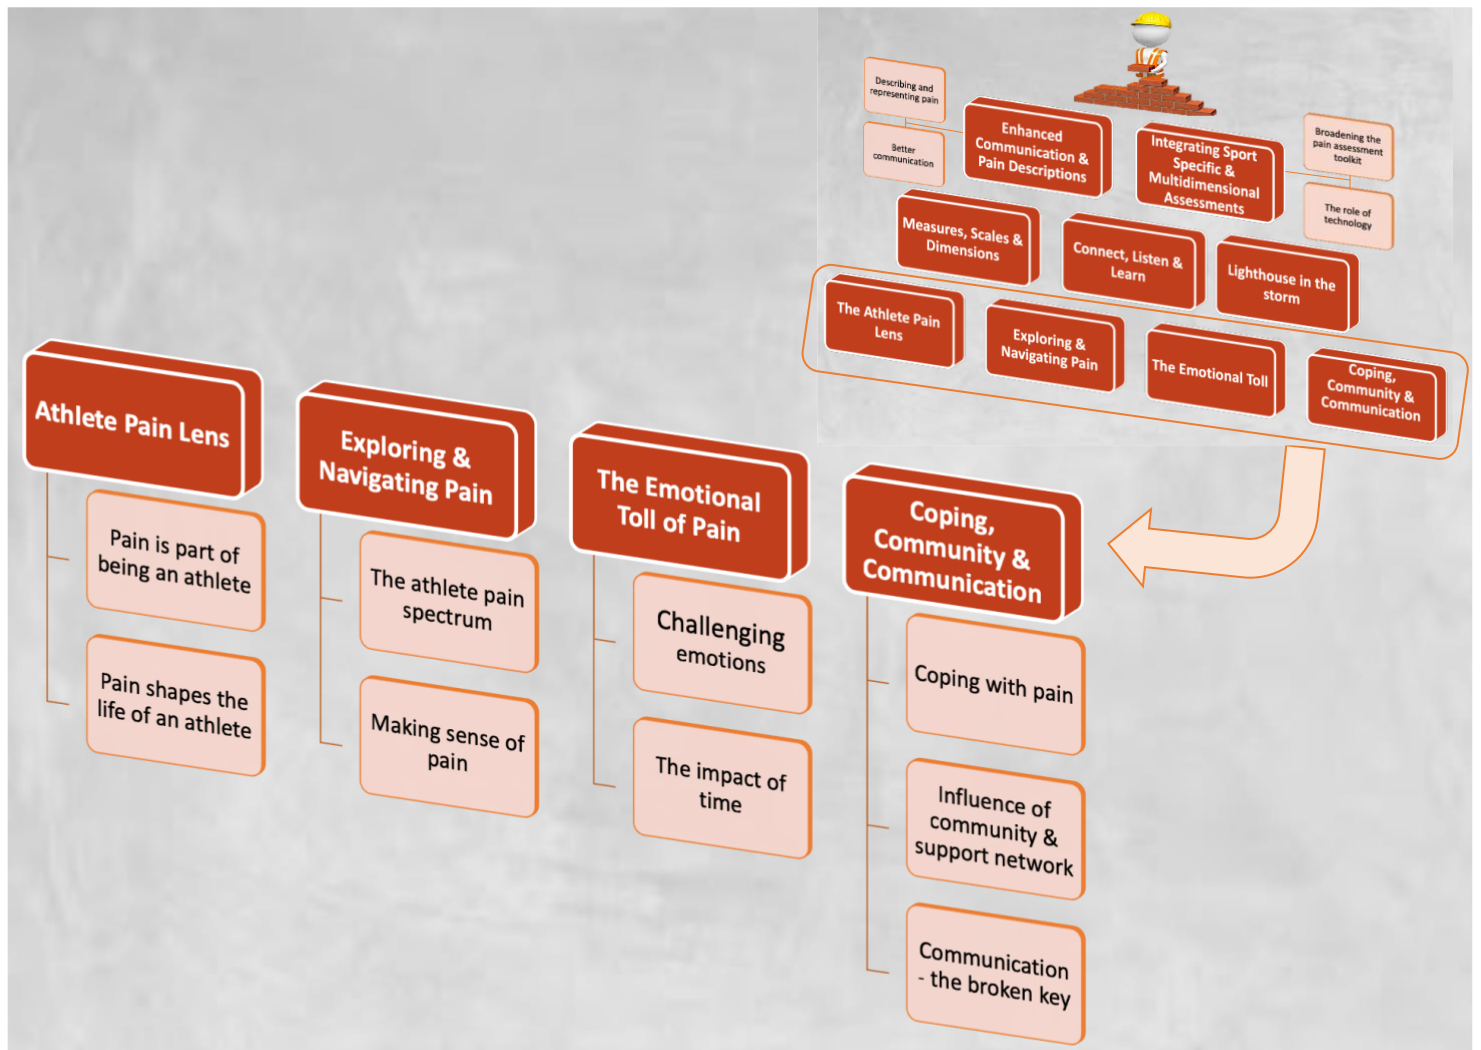 Describing and
representing pain
Better
communication
Enhanced
Communication &
Pain Descriptions
Integrating Sport
Specific &
Multidimensional
Assessments
Broadening the
pain assessment
toolkit
The role of
technology
Measures, Scales &
Dimensions
Connect, Listen &
Learn
Lighthouse in the
storm
The Athlete Pain
Lens
Exploring &
Navigating Pain
The Emotional Toll
Coping,
Community &
Communication
Athlete Pain Lens
Pain is part of
being an athlete
Pain shapes the
life of an athlete
Exploring &
Navigating Pain
The athlete pain
spectrum
Making sense of
pain
The Emotional
Toll of Pain
Challenging
emotions
The impact of
time
Coping,
Community &
Communication
Coping with pain
Influence of
community &
support network
Communication
- the broken key